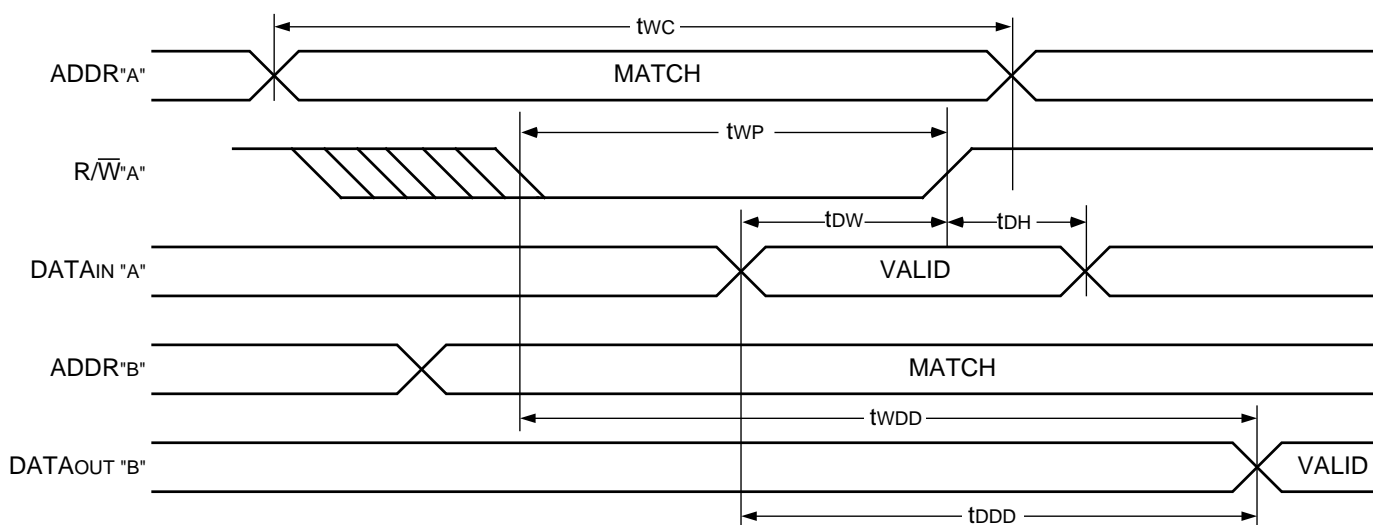 tWC
ADDR"A"
MATCH
tWP
R/W̅"A"
tDW
tDH
DATAIN "A"
VALID
ADDR"B"
MATCH
tWDD
DATAOUT "B"
VALID
tDDD